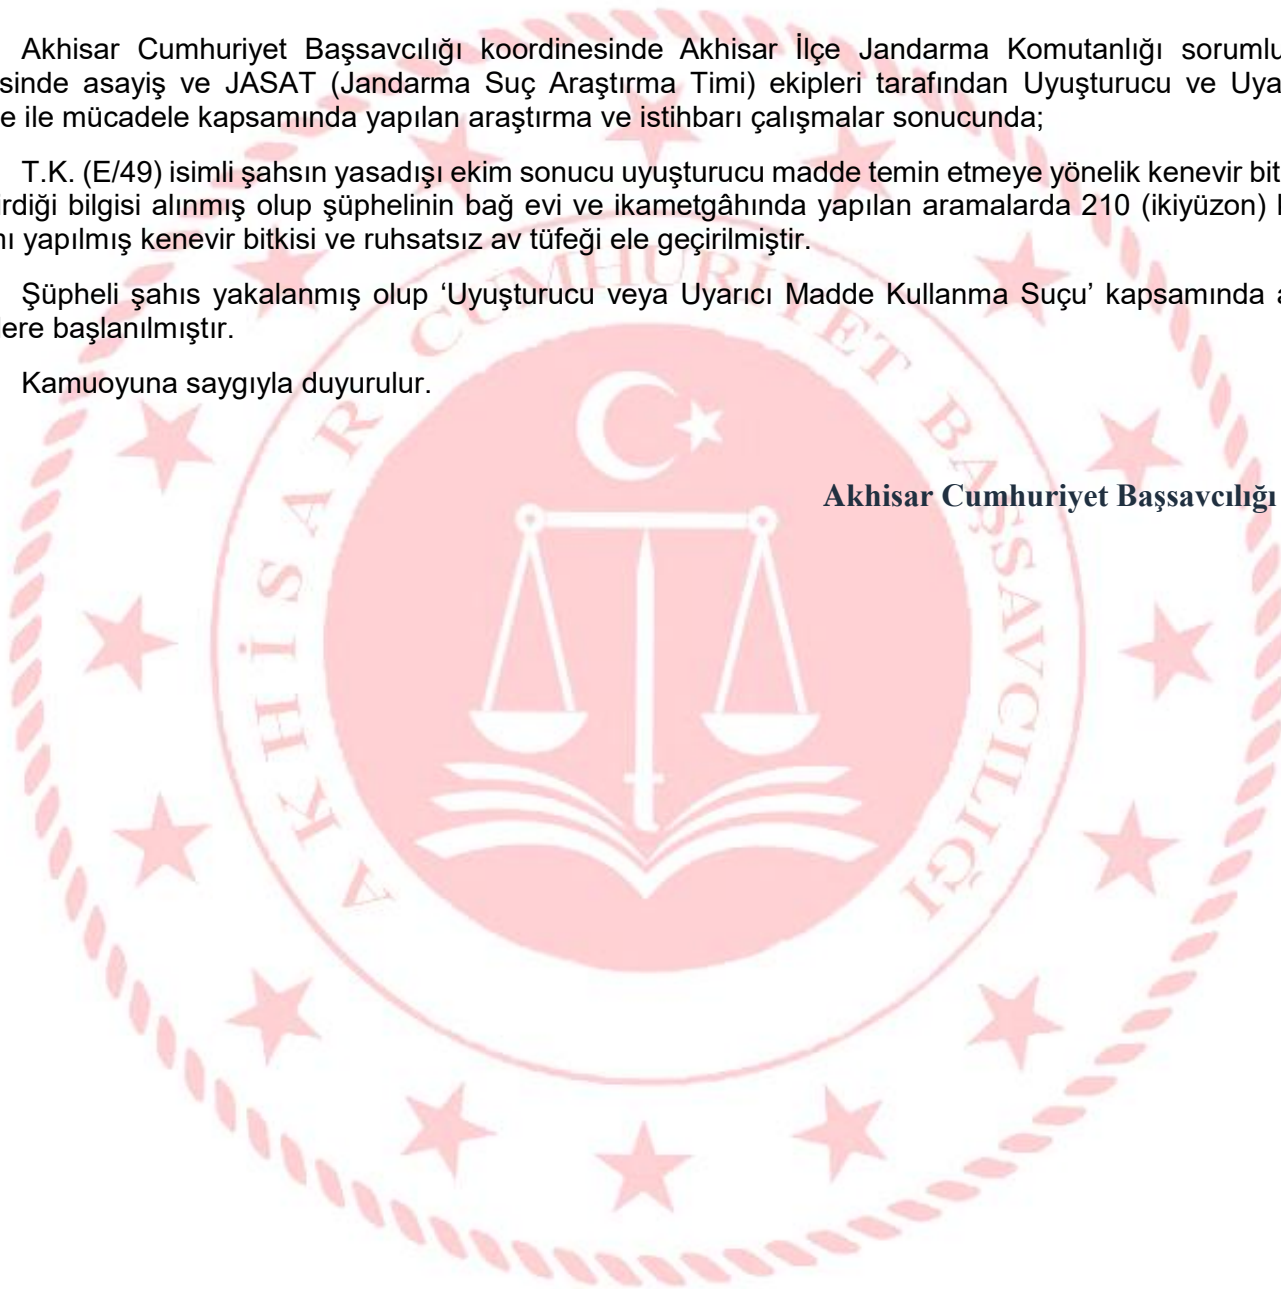 Akhisar Cumhuriyet Başsavcılığı koordinesinde Akhisar İlçe Jandarma Komutanlığı sorumlu
sinde asayiş ve JASAT (Jandarma Suç Araştırma Timi) ekipleri tarafından Uyuşturucu ve Uya
e ile mücadele kapsamında yapılan araştırma ve istihbarı çalışmalar sonucunda;
T.K. (E/49) isimli şahsın yasadışı ekim sonucu uyuşturucu madde temin etmeye yönelik kenevir bit
irdiği bilgisi alınmış olup şüphelinin bağ evi ve ikametgâhında yapılan aramalarda 210 (ikiyüzon)
nı yapılmış kenevir bitkisi ve ruhsatsız av tüfeği ele geçirilmiştir.
Şüpheli şahıs yakalanmış olup ‘Uyuşturucu veya Uyarıcı Madde Kullanma Suçu’ kapsamında a
lere başlanılmıştır.
Kamuoyuna saygıyla duyurulur.
Akhisar Cumhuriyet Başsavcılığı
AKHİSAR CUMHURİYET BAŞSAVCILIĞI